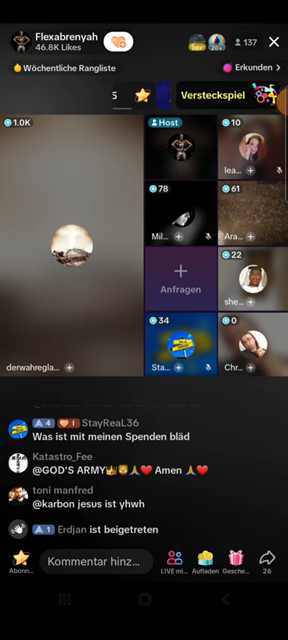 Flexabrenyah
46.8K Likes
137
Wöchentliche Rangliste
Erkunden >
5
Versteckspiel
1.0K
Host
10
lea...
78
61
Mil...
Ara...
Anfragen
22
she...
34
0
derwahregla...
Sta...
Chr...
4 1 StayReaL36
Was ist mit meinen Spenden bläd
Katastro_Fee
@GOD'S ARMY👑🦁🙏❤️ Amen 🙏❤️
toni manfred
@karbon jesus ist yhwh
1 Erdjan ist beigetreten
Kommentar hinz...
Abonn.. LIVE mi... Aufladen Gesche... 26